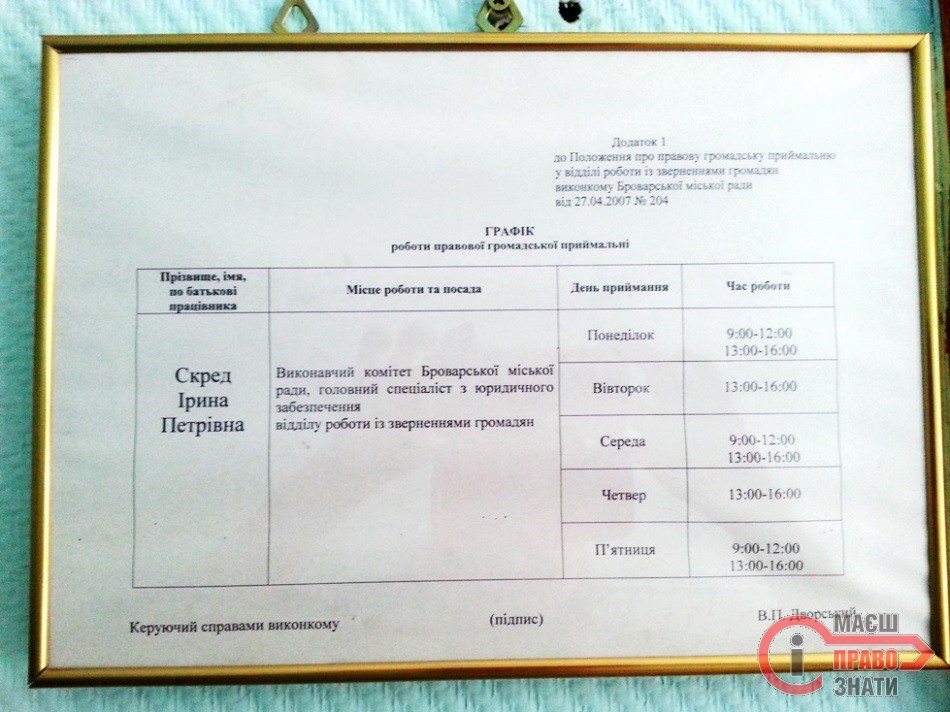 Додаток 1
до Положення про правову громадську приймальню
у відділі роботи із зверненнями громадян
виконкому Броварської міської ради
від 27.04.2007 № 204
ГРАФІК
роботи правової громадської приймальні
Прізвище, імя,
по батькові
працівника
Місце роботи та посада
День приймання
Час роботи
Скред
Ірина
Петрівна
Виконавчий комітет Броварської міської
ради, головний спеціаліст з юридичного
забезпечення
відділу роботи із зверненнями громадян
Понеділок
9:00-12:00
13:00-16:00
Вівторок
13:00-16:00
Середа
9:00-12:00
13:00-16:00
Четвер
13:00-16:00
П'ятниця
9:00-12:00
13:00-16:00
Керуючий справами виконкому
(підпис)
В.П. Дворський
і
МАЄШ
ПРАВО
ЗНАТИ